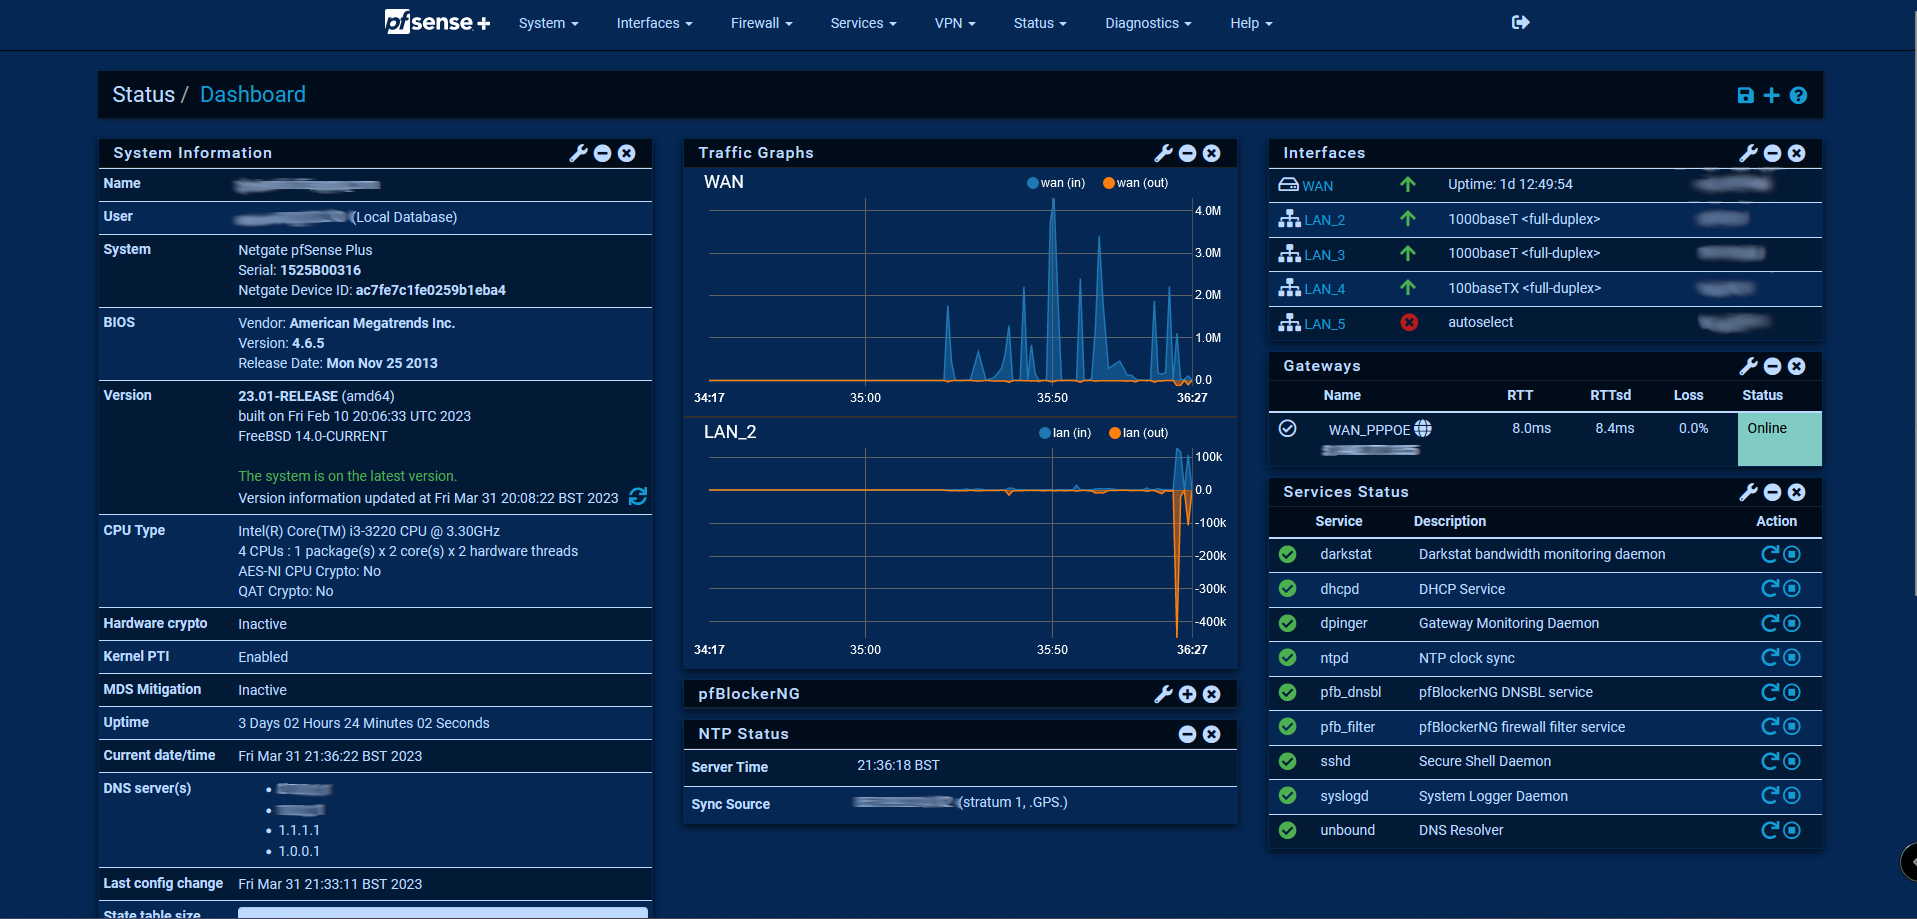 pfsense +
System
Interfaces
Firewall
Services
VPN
Status
Diagnostics
Help
Status / Dashboard
System Information
Name
User (Local Database)
System
Netgate pfSense Plus
Serial: 1525B00316
Netgate Device ID: ac7fe7c1fe0259b1eba4
BIOS
Vendor: American Megatrends Inc.
Version: 4.6.5
Release Date: Mon Nov 25 2013
Version
23.01-RELEASE (amd64)
built on Fri Feb 10 20:06:33 UTC 2023
FreeBSD 14.0-CURRENT
The system is on the latest version.
Version information updated at Fri Mar 31 20:08:22 BST 2023
CPU Type
Intel(R) Core(TM) i3-3220 CPU @ 3.30GHz
4 CPUs : 1 package(s) x 2 core(s) x 2 hardware threads
AES-NI CPU Crypto: No
QAT Crypto: No
Hardware crypto Inactive
Kernel PTI Enabled
MDS Mitigation Inactive
Uptime 3 Days 02 Hours 24 Minutes 02 Seconds
Current date/time Fri Mar 31 21:36:22 BST 2023
DNS server(s)
1.1.1.1
1.0.0.1
Last config change Fri Mar 31 21:33:11 BST 2023
State table size
Traffic Graphs
WAN
wan (in) wan (out)
4.0M
3.0M
2.0M
1.0M
0.0
34:17 35:00 35:50 36:27
LAN_2
lan (in) lan (out)
100k
0.0
-100k
-200k
-300k
-400k
34:17 35:00 35:50 36:27
pfBlockerNG
NTP Status
Server Time 21:36:18 BST
Sync Source (stratum 1, .GPS.)
Interfaces
WAN Uptime: 1d 12:49:54
LAN_2 1000baseT <full-duplex>
LAN_3 1000baseT <full-duplex>
LAN_4 100baseTX <full-duplex>
LAN_5 autoselect
Gateways
Name RTT RTTsd Loss Status
WAN_PPPOE 8.0ms 8.4ms 0.0% Online
Services Status
Service Description Action
darkstat Darkstat bandwidth monitoring daemon
dhcpd DHCP Service
dpinger Gateway Monitoring Daemon
ntpd NTP clock sync
pfb_dnsbl pfBlockerNG DNSBL service
pfb_filter pfBlockerNG firewall filter service
sshd Secure Shell Daemon
syslogd System Logger Daemon
unbound DNS Resolver